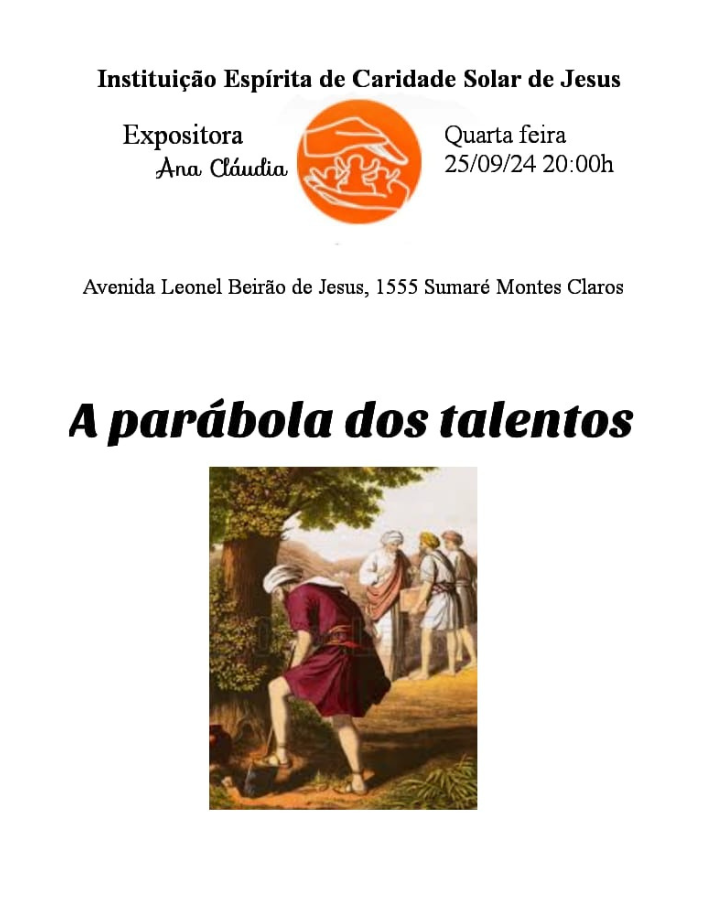 Instituição Espírita de Caridade Solar de Jesus
Expositora
Ana Cláudia
Quarta feira
25/09/24 20:00h
Avenida Leonel Beirão de Jesus, 1555 Sumaré Montes Claros
A parábola dos talentos